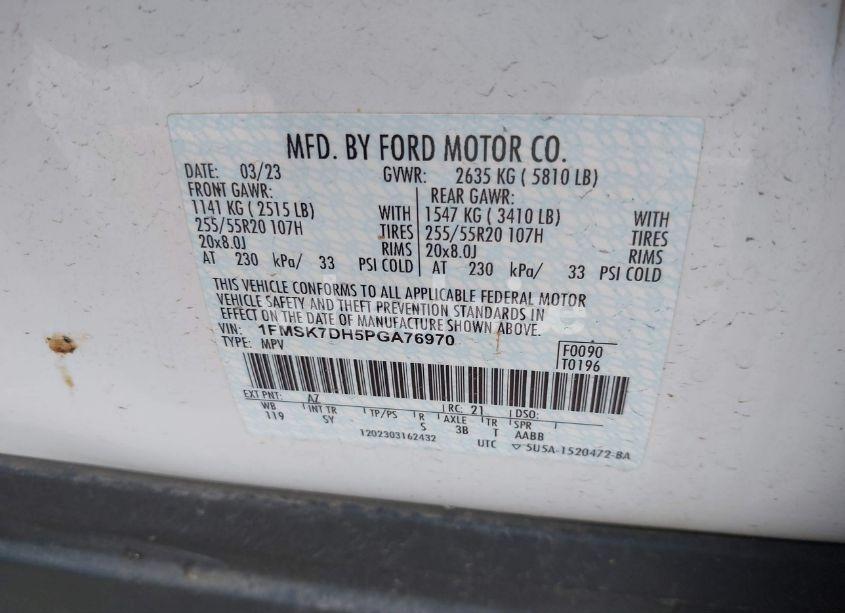 MFD. BY FORD MOTOR CO.
DATE: 03/23 GVWR: 2635 KG ( 5810 LB)
FRONT GAWR: REAR GAWR:
1141 KG ( 2515 LB) WITH 1547 KG ( 3410 LB) WITH
255/55R20 107H TIRES 255/55R20 107H TIRES
20x8.0J RIMS 20x8.0J RIMS
AT 230 kPa/ 33 PSI COLD AT 230 kPa/ 33 PSI COLD
THIS VEHICLE CONFORMS TO ALL APPLICABLE FEDERAL MOTOR
VEHICLE SAFETY AND THEFT PREVENTION STANDARDS IN
EFFECT ON THE DATE OF MANUFACTURE SHOWN ABOVE.
VIN: 1FMSK7DH5PGA76970
TYPE: MPV
F0090
T0196
EXT PNT: AZ RC: 21 DSO:
WB INT TR TP/PS R AXLE TR SPR
119 SY S 3B T AABB
1202303162432 UTC ▽ 5U5A-1520472-BA